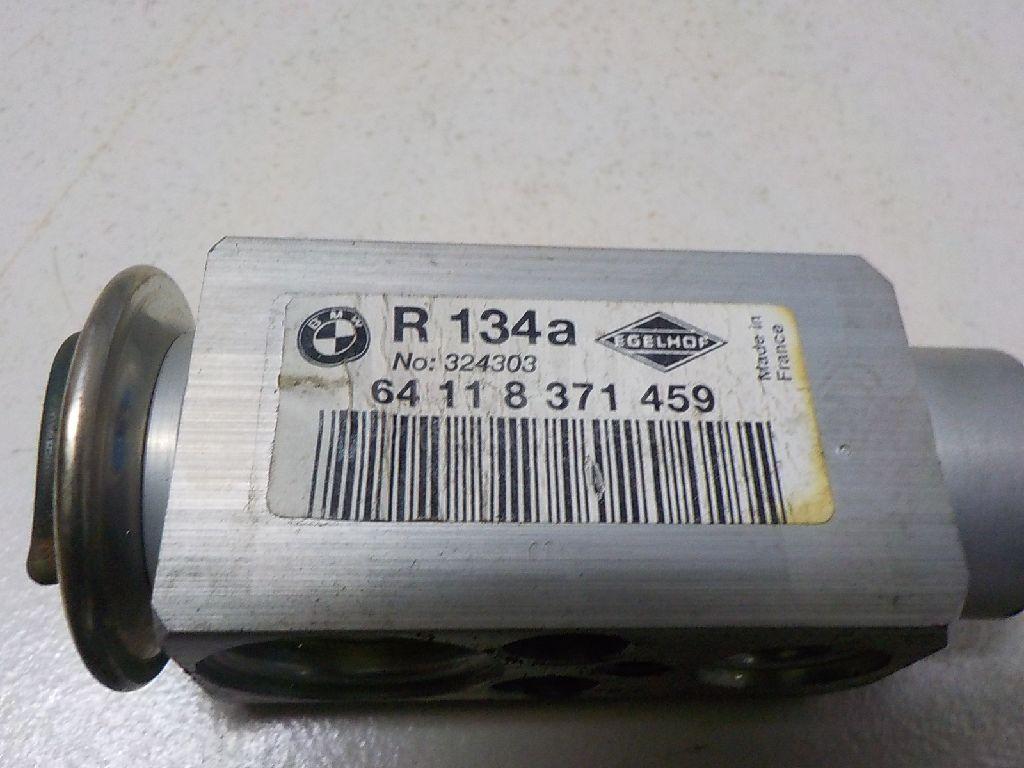 BMW
R 134a
EGELHOF
No: 324303
64 11 8 371 459
Made in
France